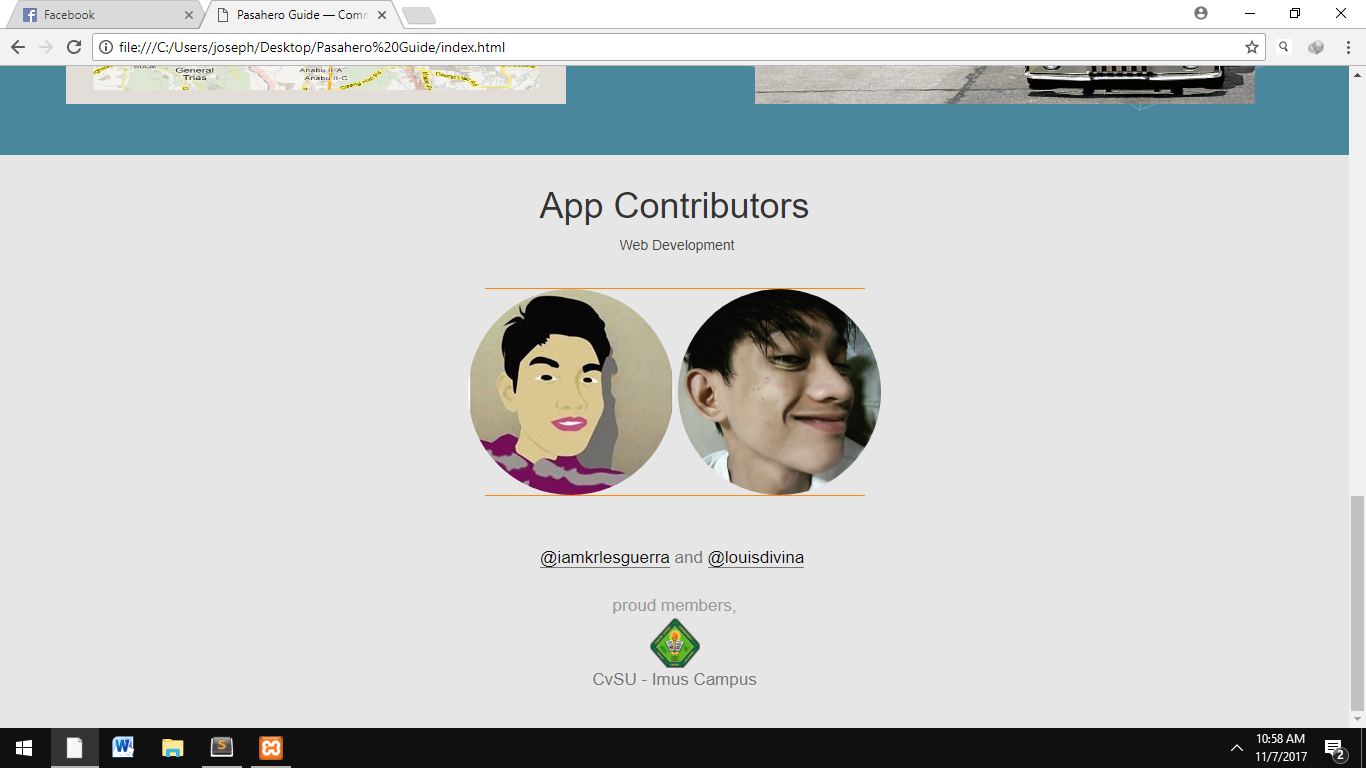 Facebook
Pasahero Guide — Comm
file:///C:/Users/joseph/Desktop/Pasahero%20Guide/index.html
General
Trias
Anabu II-A
Anabu II-C
App Contributors
Web Development
@iamkrlesguerra and @louisdivina
proud members,
CvSU - Imus Campus
10:58 AM
11/7/2017
2